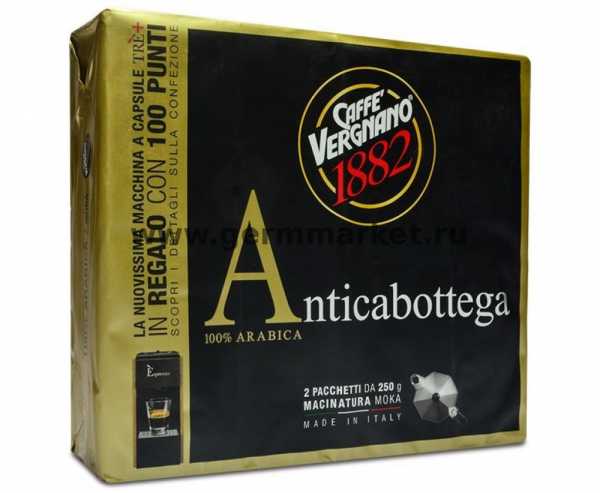 LA NUOVISSIMA MACCHINA A CAPSULE TRÈ+
IN REGALO CON 100 PUNTI
SCOPRI I DETTAGLI SULLA CONFEZIONE
Èspresso
CAFFÈ
VERGNANO
1882
www.germmarket.ru
Anticabottega
100% ARABICA
2 PACCHETTI DA 250 g
MACINATURA MOKA
MADE IN ITALY